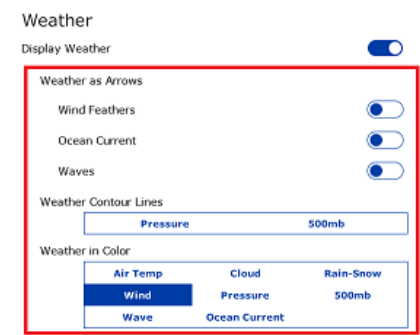 Weather
Display Weather
Weather as Arrows
Wind Feathers
Ocean Current
Waves
Weather Contour Lines
Pressure 500mb
Weather in Color
Air Temp Cloud Rain-Snow
Wind Pressure 500mb
Wave Ocean Current